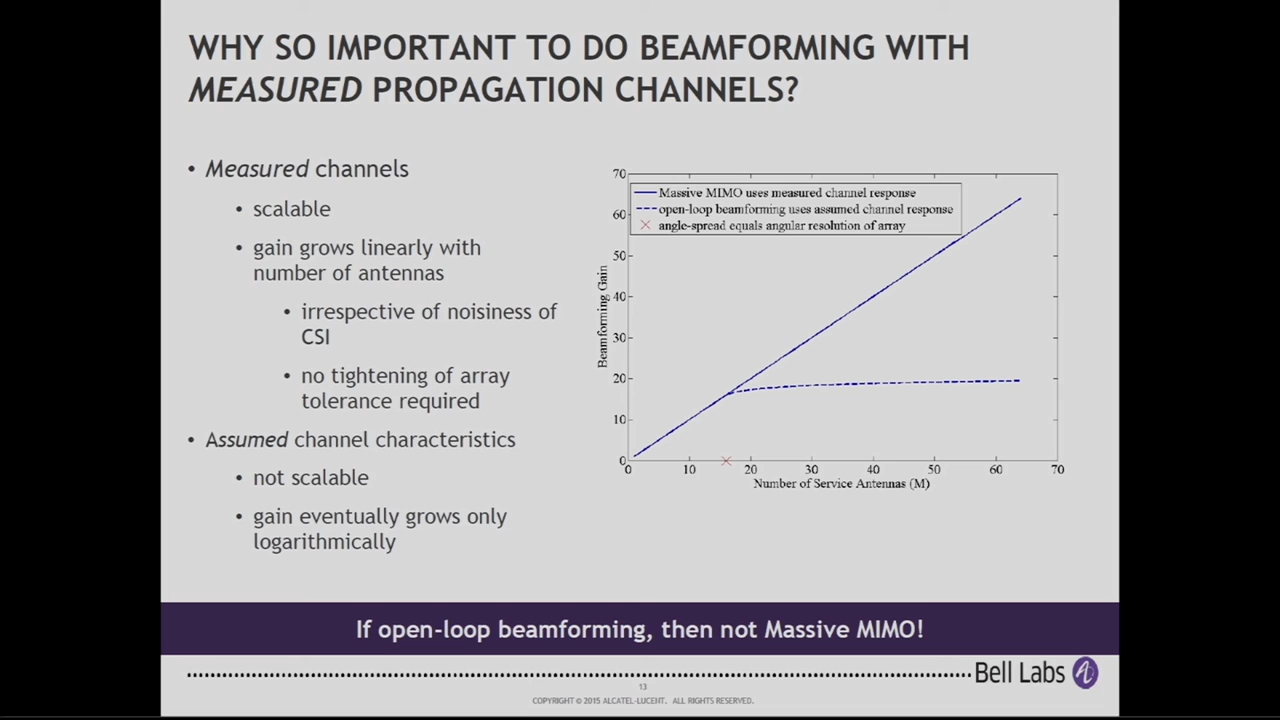 WHY SO IMPORTANT TO DO BEAMFORMING WITH
MEASURED PROPAGATION CHANNELS?
• Measured channels
• scalable
• gain grows linearly with
number of antennas
• irrespective of noisiness of
CSI
• no tightening of array
tolerance required
• Assumed channel characteristics
• not scalable
• gain eventually grows only
logarithmically
Massive MIMO uses measured channel response
open-loop beamforming uses assumed channel response
angle-spread equals angular resolution of array
Beamforming Gain
70
60
50
40
30
20
10
0
0 10 20 30 40 50 60 70
Number of Service Antennas (M)
If open-loop beamforming, then not Massive MIMO!
Bell Labs
13
COPYRIGHT © 2015 ALCATEL-LUCENT. ALL RIGHTS RESERVED.